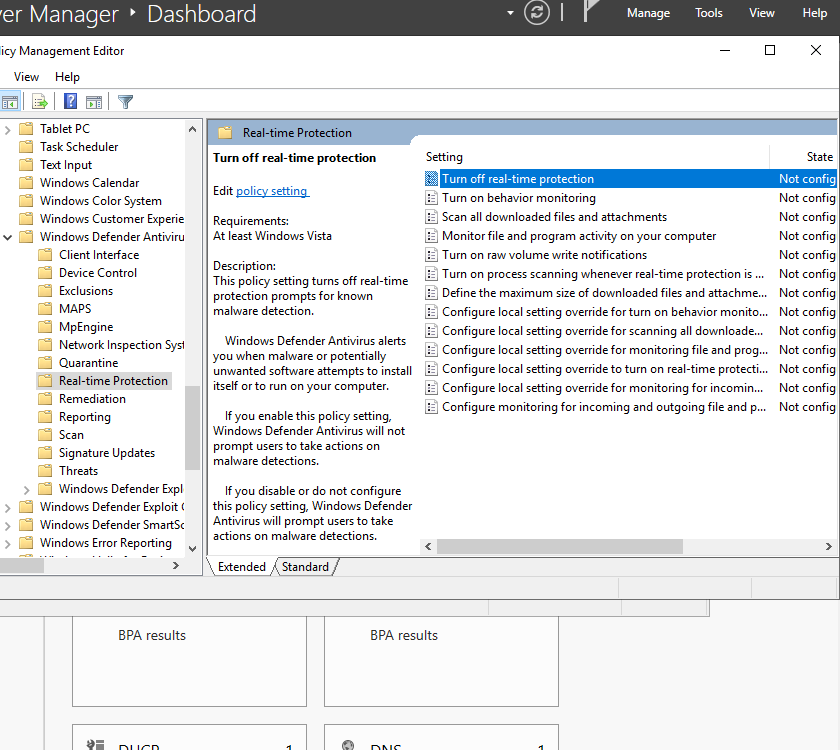 er Manager ‣ Dashboard
Manage Tools View Help
licy Management Editor
View Help
Tablet PC
Task Scheduler
Text Input
Windows Calendar
Windows Color System
Windows Customer Experie
Windows Defender Antiviru
Client Interface
Device Control
Exclusions
MAPS
MpEngine
Network Inspection Syst
Quarantine
Real-time Protection
Remediation
Reporting
Scan
Signature Updates
Threats
Windows Defender Expl
Windows Defender Exploit
Windows Defender SmartSc
Windows Error Reporting
Real-time Protection
Turn off real-time protection
Edit policy setting
Requirements:
At least Windows Vista
Description:
This policy setting turns off real-time
protection prompts for known
malware detection.
Windows Defender Antivirus alerts
you when malware or potentially
unwanted software attempts to install
itself or to run on your computer.
If you enable this policy setting,
Windows Defender Antivirus will not
prompt users to take actions on
malware detections.
If you disable or do not configure
this policy setting, Windows Defender
Antivirus will prompt users to take
actions on malware detections.
Setting State
Turn off real-time protection Not config
Turn on behavior monitoring Not config
Scan all downloaded files and attachments Not config
Monitor file and program activity on your computer Not config
Turn on raw volume write notifications Not config
Turn on process scanning whenever real-time protection is ... Not config
Define the maximum size of downloaded files and attachme... Not config
Configure local setting override for turn on behavior monito... Not config
Configure local setting override for scanning all downloade... Not config
Configure local setting override for monitoring file and prog... Not config
Configure local setting override to turn on real-time protecti... Not config
Configure local setting override for monitoring for incomin... Not config
Configure monitoring for incoming and outgoing file and p... Not config
Extended Standard
BPA results BPA results
DHCP 1 DNS 1